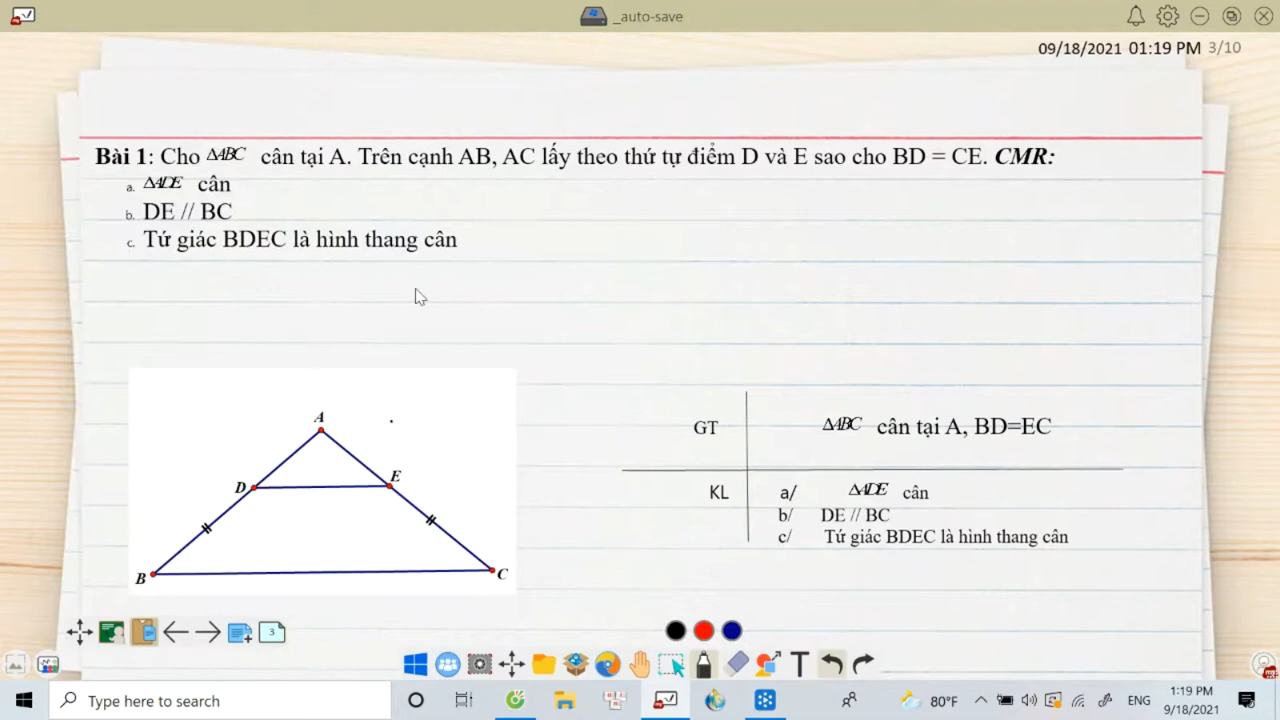 _auto-save
09/18/2021 01:19 PM 3/10
Bài 1: Cho ΔABC cân tại A. Trên cạnh AB, AC lấy theo thứ tự điểm D và E sao cho BD = CE. CMR:
a. ΔADE cân
b. DE // BC
c. Tứ giác BDEC là hình thang cân
A
D
E
B
C
GT ΔABC cân tại A, BD=EC
KL a/ ΔADE cân
b/ DE // BC
c/ Tứ giác BDEC là hình thang cân
3
T
Type here to search
80°F
ENG
1:19 PM
9/18/2021